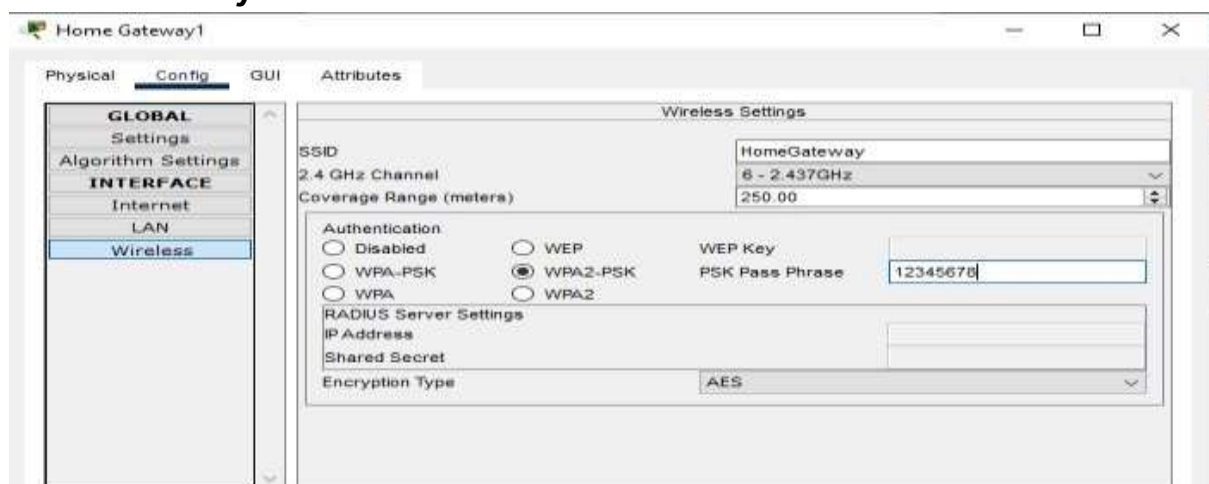 Home Gateway1
Physical Config GUI Attributes
GLOBAL
Settings
Algorithm Settings
INTERFACE
Internet
LAN
Wireless
Wireless Settings
SSID HomeGateway
2.4 GHz Channel 6 - 2.437GHz
Coverage Range (meters) 250.00
Authentication
Disabled WEP WEP Key
WPA-PSK WPA2-PSK PSK Pass Phrase 12345678
WPA WPA2
RADIUS Server Settings
IP Address
Shared Secret
Encryption Type AES